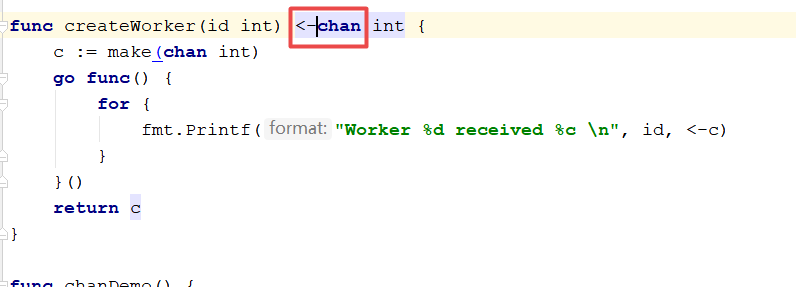 func createWorker(id int) <-chan int {
c := make(chan int)
go func() {
for {
fmt.Printf( format: "Worker %d received %c \n", id, <-c)
}
}()
return c
}
func chanDemo() {